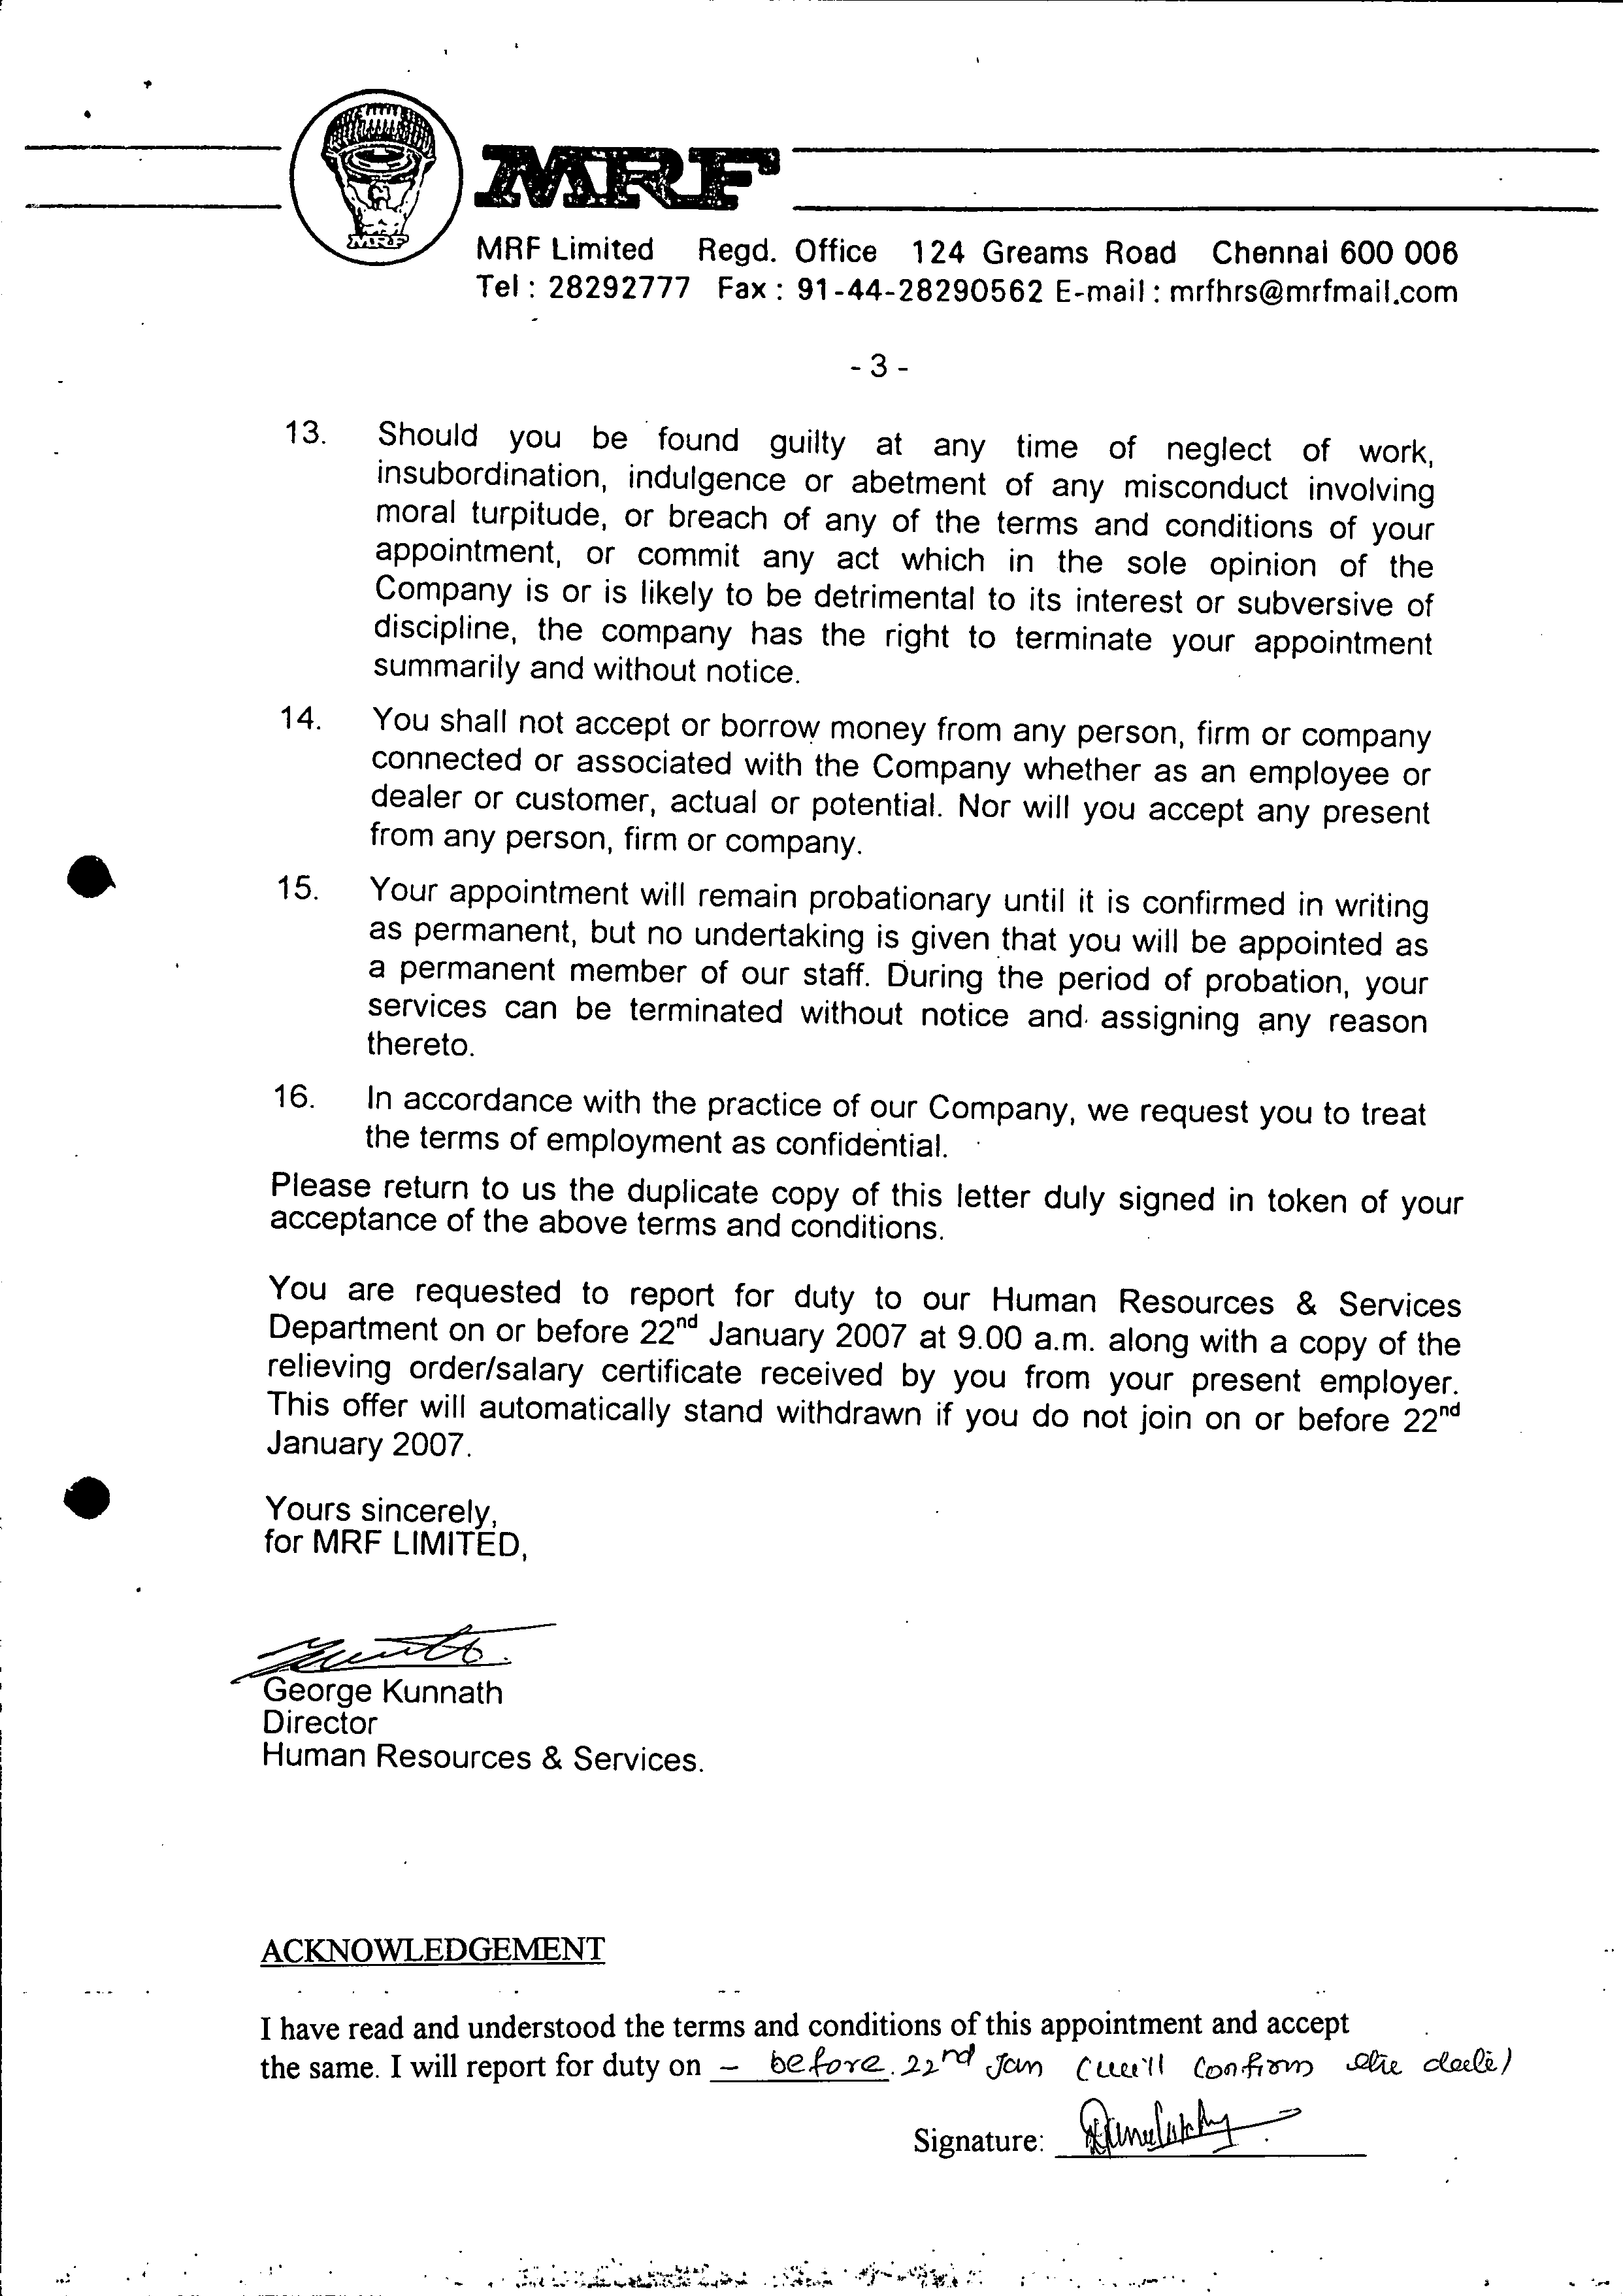 MRF
MRF
MRF Limited Regd. Office 124 Greams Road Chennai 600 006
Tel : 28292777 Fax : 91-44-28290562 E-mail : mrfhrs@mrfmail.com
- 3 -
13. Should you be found guilty at any time of neglect of work,
insubordination, indulgence or abetment of any misconduct involving
moral turpitude, or breach of any of the terms and conditions of your
appointment, or commit any act which in the sole opinion of the
Company is or is likely to be detrimental to its interest or subversive of
discipline, the company has the right to terminate your appointment
summarily and without notice.
14. You shall not accept or borrow money from any person, firm or company
connected or associated with the Company whether as an employee or
dealer or customer, actual or potential. Nor will you accept any present
from any person, firm or company.
15. Your appointment will remain probationary until it is confirmed in writing
as permanent, but no undertaking is given that you will be appointed as
a permanent member of our staff. During the period of probation, your
services can be terminated without notice and assigning any reason
thereto.
16. In accordance with the practice of our Company, we request you to treat
the terms of employment as confidential.
Please return to us the duplicate copy of this letter duly signed in token of your
acceptance of the above terms and conditions.
You are requested to report for duty to our Human Resources & Services
Department on or before 22nd January 2007 at 9.00 a.m. along with a copy of the
relieving order/salary certificate received by you from your present employer.
This offer will automatically stand withdrawn if you do not join on or before 22nd
January 2007.
Yours sincerely,
for MRF LIMITED,
George Kunnath
Director
Human Resources & Services.
ACKNOWLEDGEMENT
I have read and understood the terms and conditions of this appointment and accept
the same. I will report for duty on – before 22nd Jan (will confirm the date)
Signature: